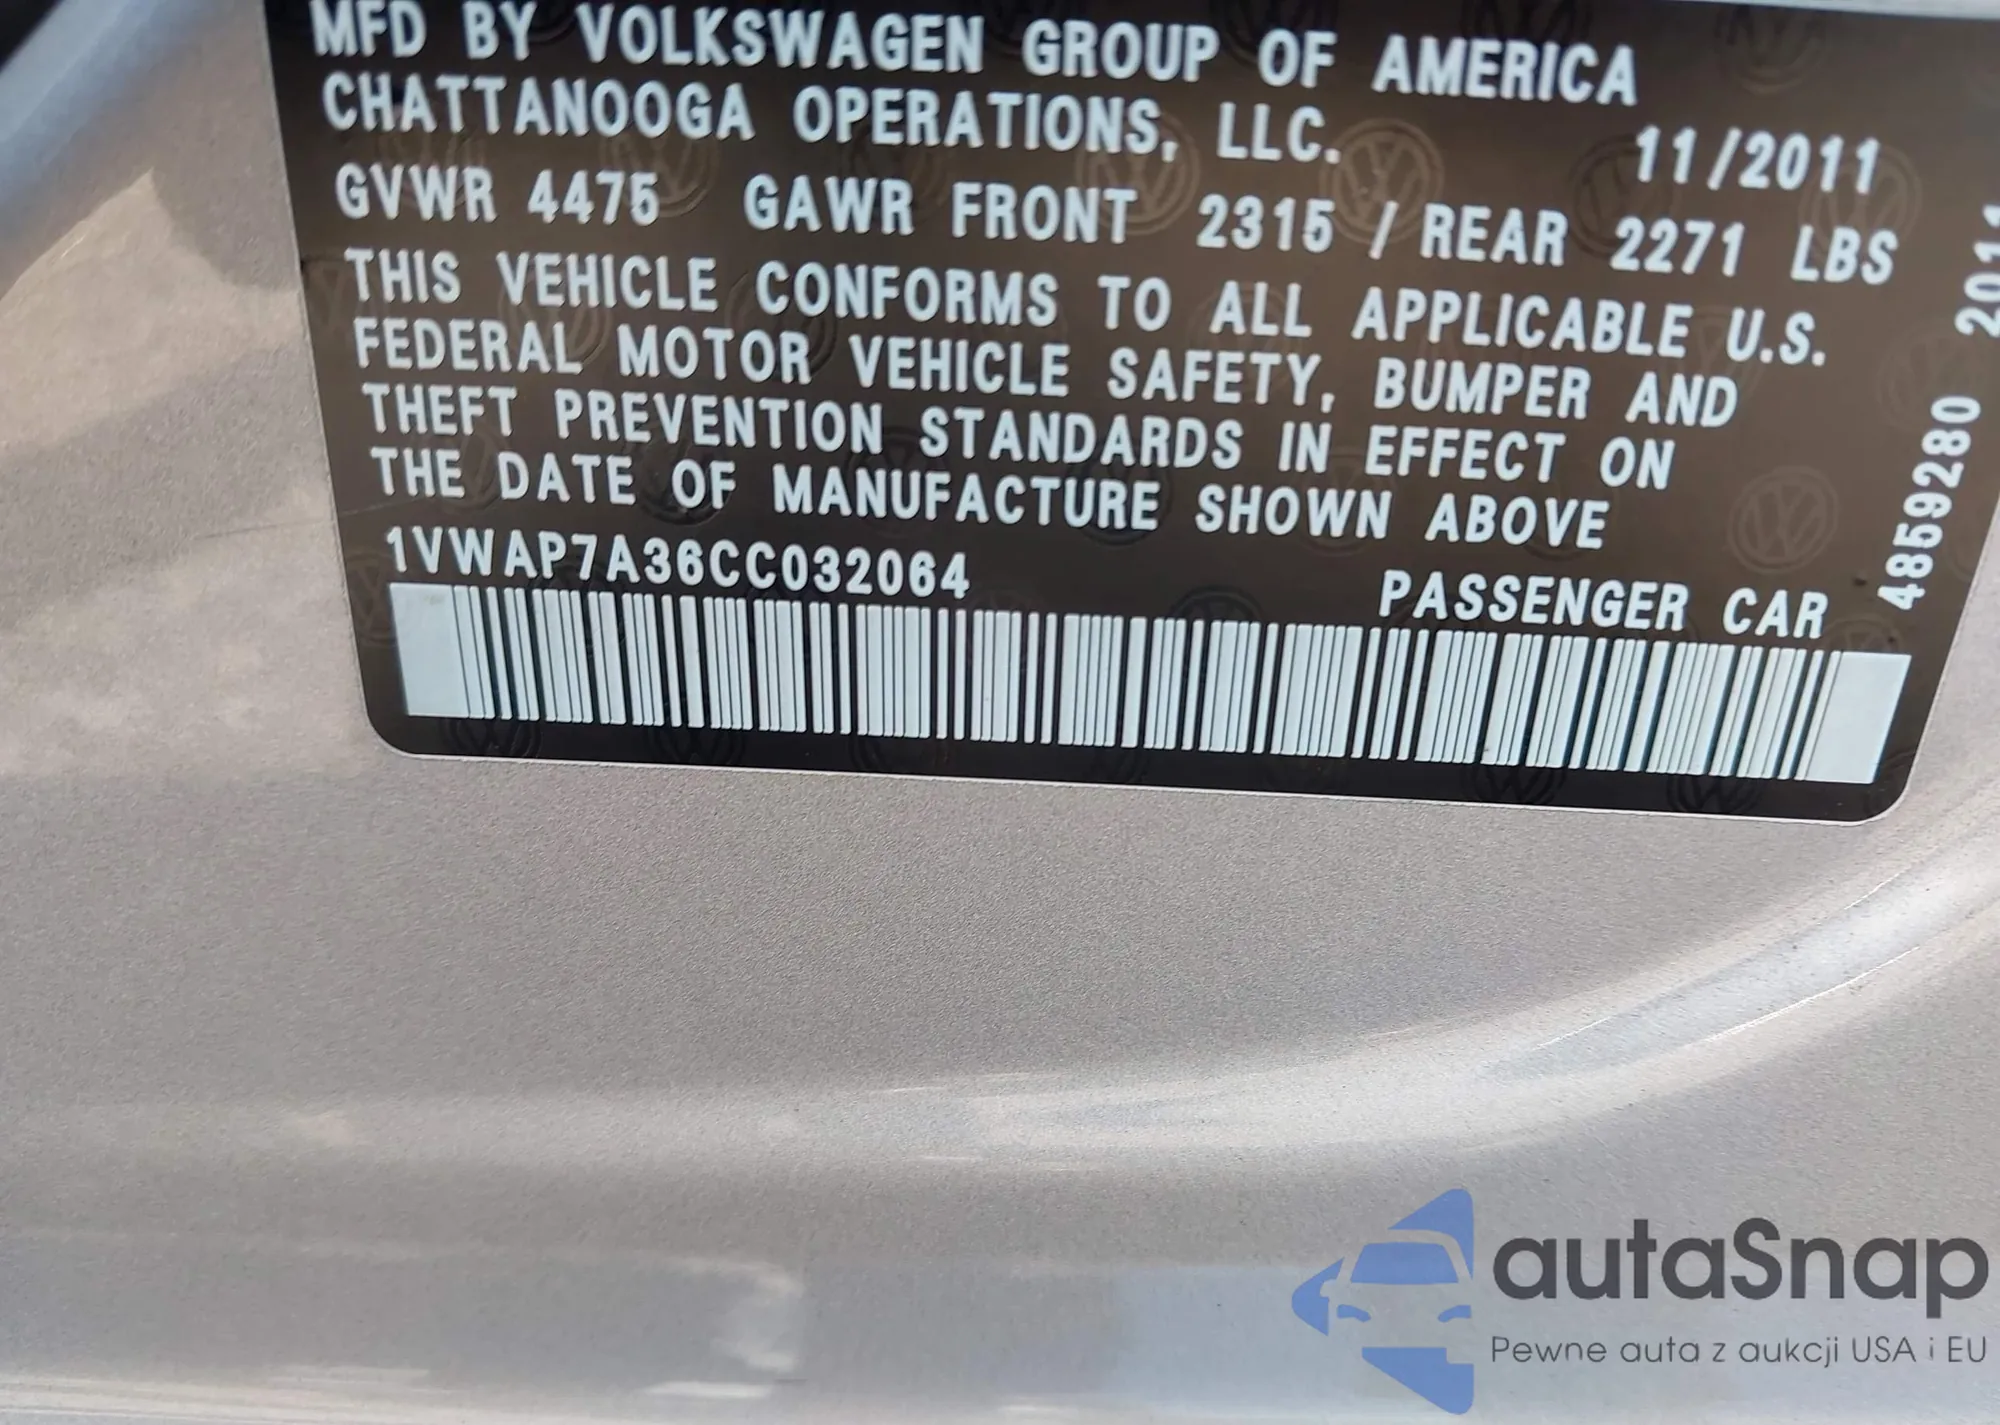 MFD BY VOLKSWAGEN GROUP OF AMERICA
CHATTANOOGA OPERATIONS, LLC. 11/2011
GVWR 4475 GAWR FRONT 2315 / REAR 2271 LBS
THIS VEHICLE CONFORMS TO ALL APPLICABLE U.S.
FEDERAL MOTOR VEHICLE SAFETY, BUMPER AND
THEFT PREVENTION STANDARDS IN EFFECT ON
THE DATE OF MANUFACTURE SHOWN ABOVE
1VWAP7A36CC032064 PASSENGER CAR
4859280 2011
autaSnap
Pewne auta z aukcji USA i EU